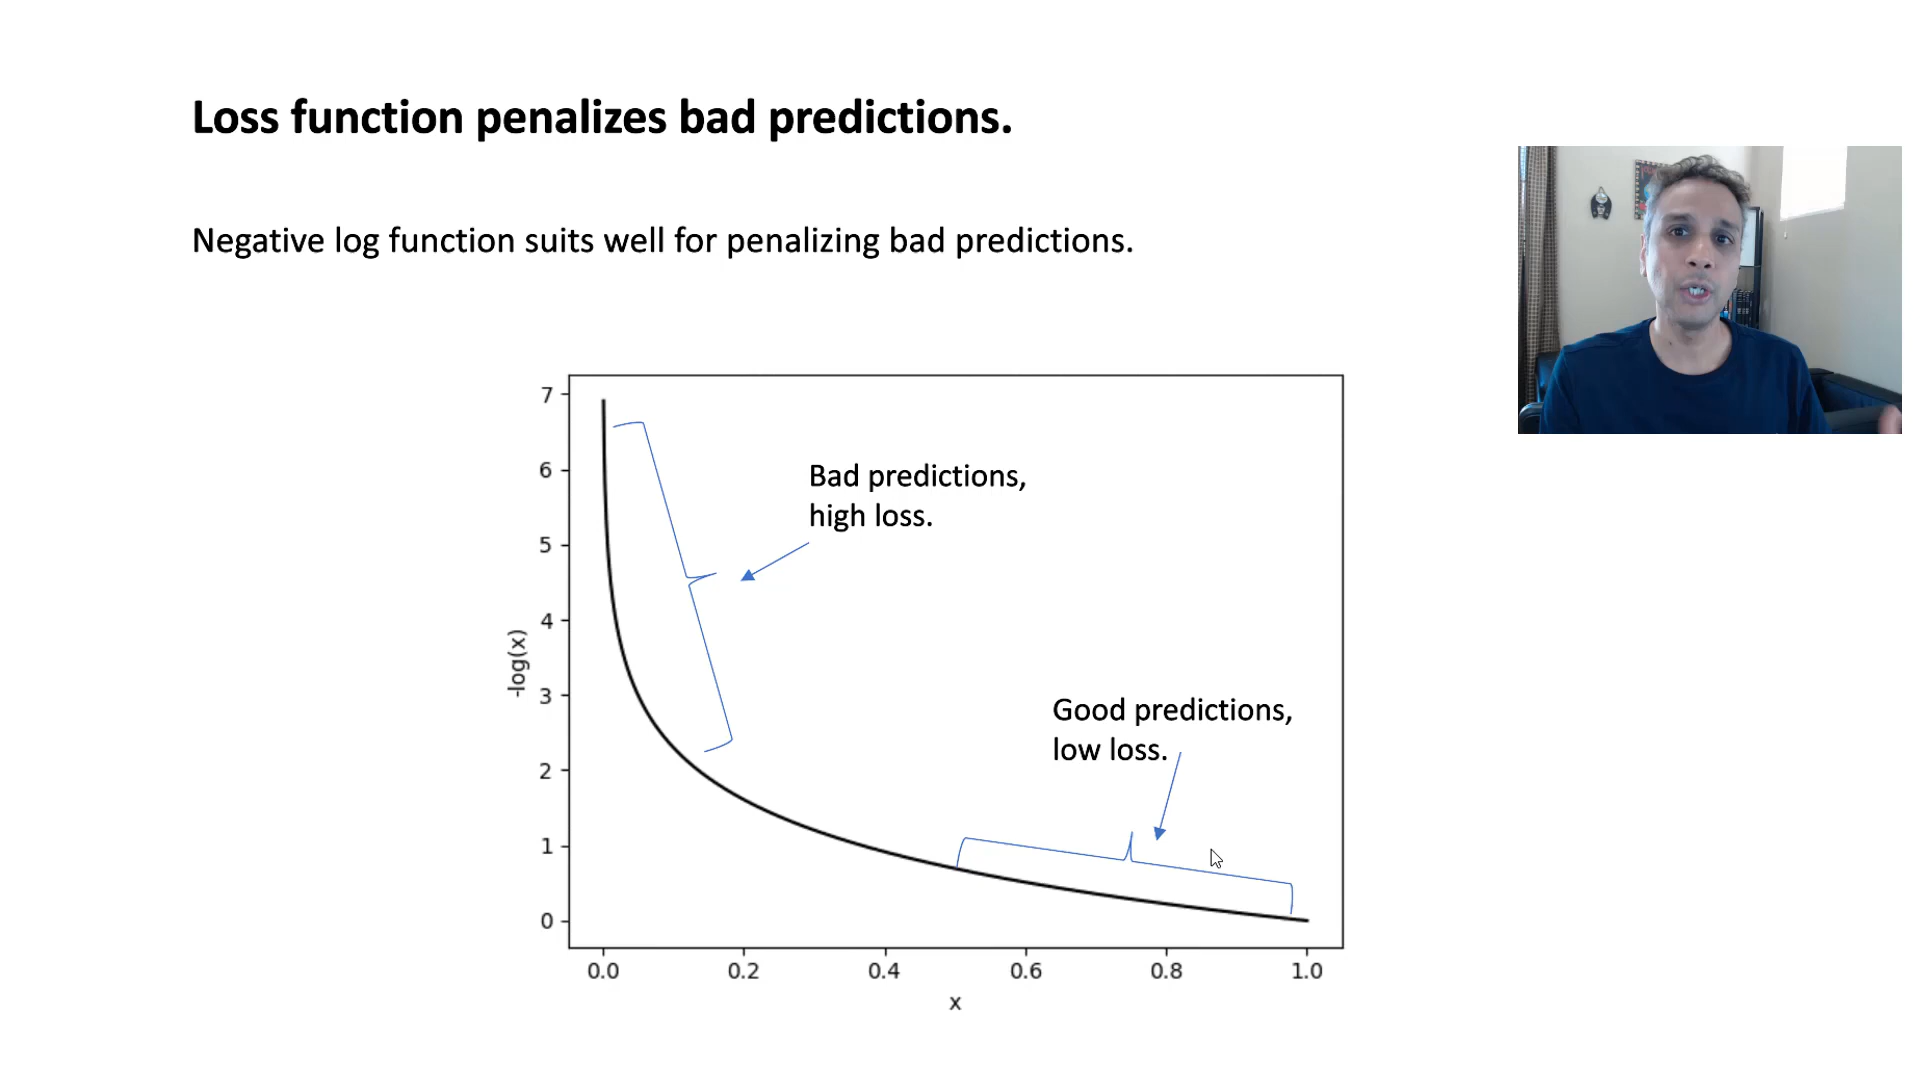 Loss function penalizes bad predictions.
Negative log function suits well for penalizing bad predictions.
7
6
5
4
3
2
1
0
-log(x)
Bad predictions,
high loss.
Good predictions,
low loss.
0.0 0.2 0.4 0.6 0.8 1.0
x